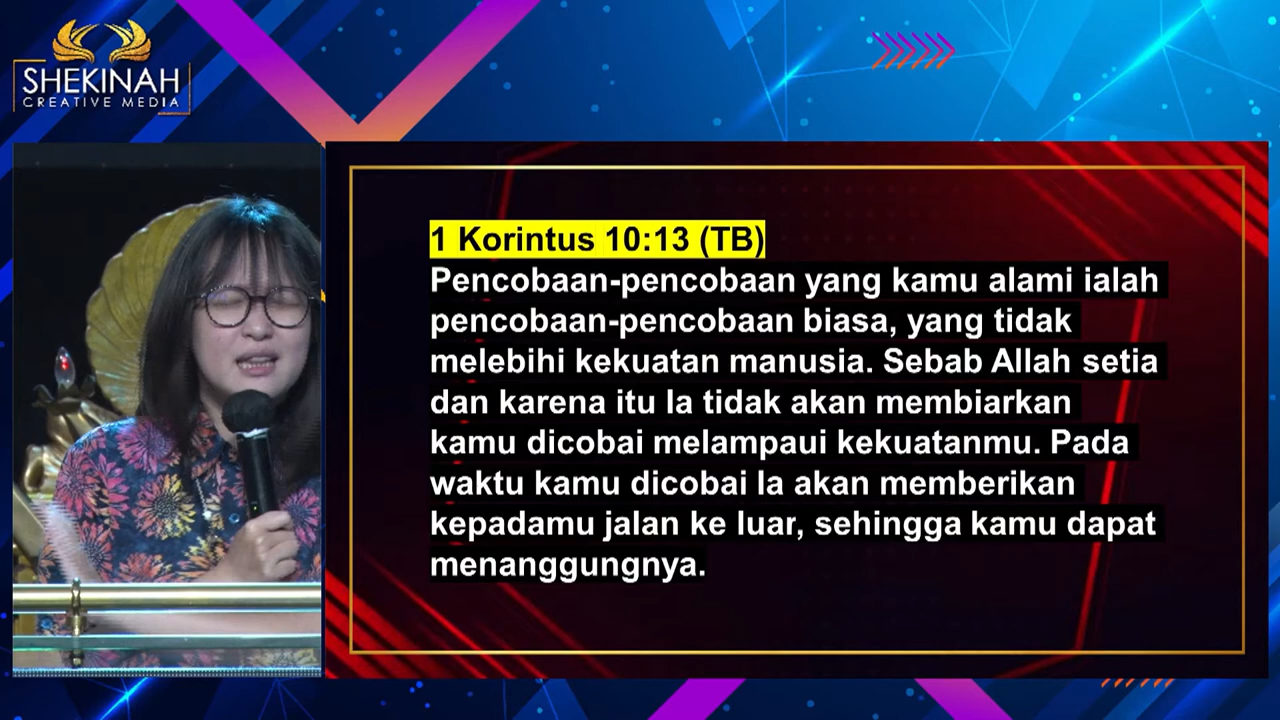 SHEKINAH
CREATIVE MEDIA
1 Korintus 10:13 (TB)
Pencobaan-pencobaan yang kamu alami ialah
pencobaan-pencobaan biasa, yang tidak
melebihi kekuatan manusia. Sebab Allah setia
dan karena itu Ia tidak akan membiarkan
kamu dicobai melampaui kekuatanmu. Pada
waktu kamu dicobai Ia akan memberikan
kepadamu jalan ke luar, sehingga kamu dapat
menanggungnya.